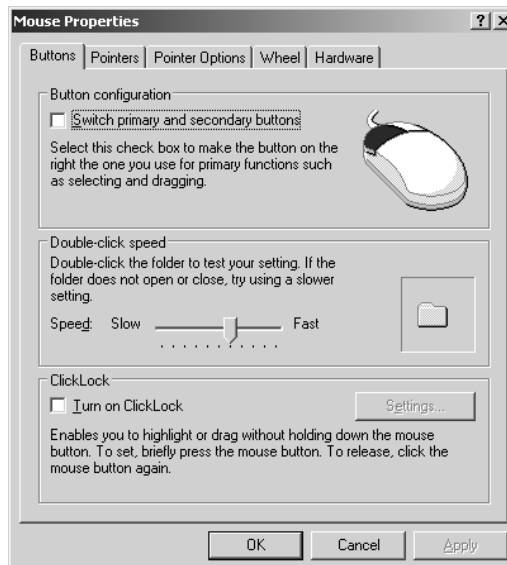 Mouse Properties
Buttons Pointers Pointer Options Wheel Hardware
Button configuration
Switch primary and secondary buttons
Select this check box to make the button on the
right the one you use for primary functions such
as selecting and dragging.
Double-click speed
Double-click the folder to test your setting. If the
folder does not open or close, try using a slower
setting.
Speed: Slow Fast
ClickLock
Turn on ClickLock
Settings...
Enables you to highlight or drag without holding down the mouse
button. To set, briefly press the mouse button. To release, click the
mouse button again.
OK Cancel Apply